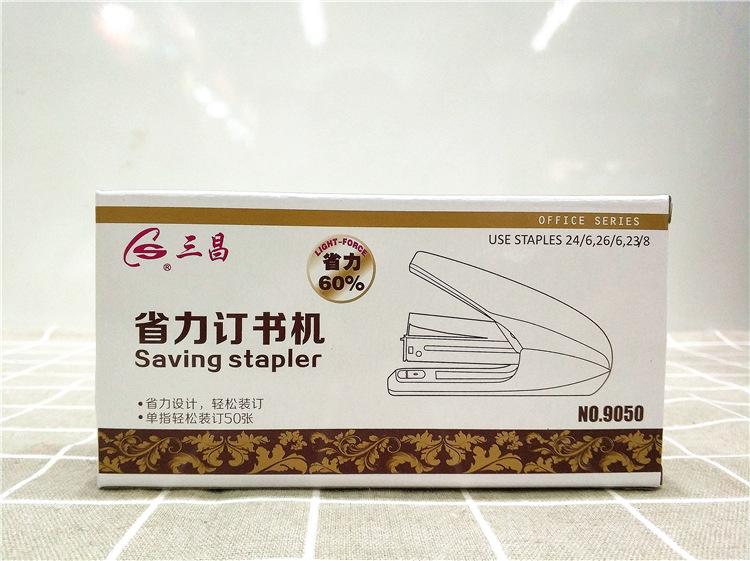 OFFICE SERIES
三昌
®
LIGHT-FORCE
省力
60%
USE STAPLES 24/6,26/6,23/8
省力订书机
Saving stapler
•省力设计，轻松装订
•单指轻松装订50张
NO.9050